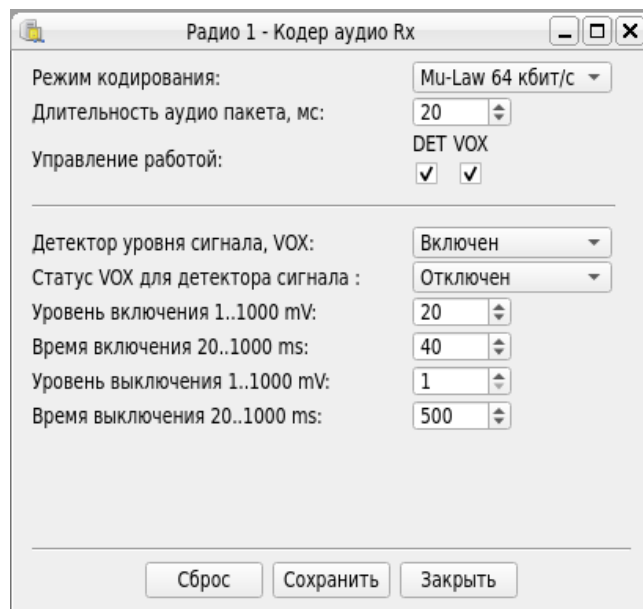 Радио 1 - Кодер аудио Rx
Режим кодирования: Mu-Law 64 кбит/с
Длительность аудио пакета, мс: 20
DET VOX
Управление работой:
Детектор уровня сигнала, VOX: Включен
Статус VOX для детектора сигнала : Отключен
Уровень включения 1..1000 mV: 20
Время включения 20..1000 ms: 40
Уровень выключения 1..1000 mV: 1
Время выключения 20..1000 ms: 500
Сброс Сохранить Закрыть